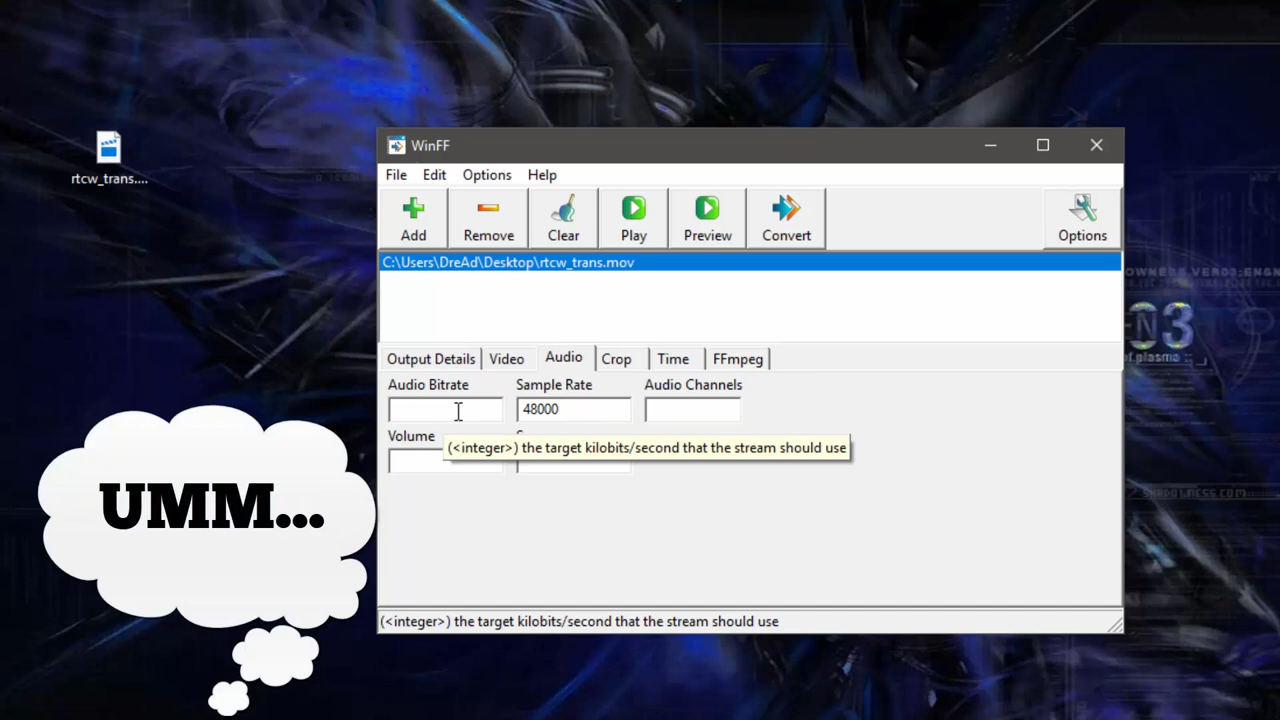 rtcw_trans....
WinFF
File Edit Options Help
Add Remove Clear Play Preview Convert Options
C:\Users\DreAd\Desktop\rtcw_trans.mov
Output Details Video Audio Crop Time FFmpeg
Audio Bitrate Sample Rate Audio Channels
48000
Volume
(<integer>) the target kilobits/second that the stream should use
UMM...
(<integer>) the target kilobits/second that the stream should use